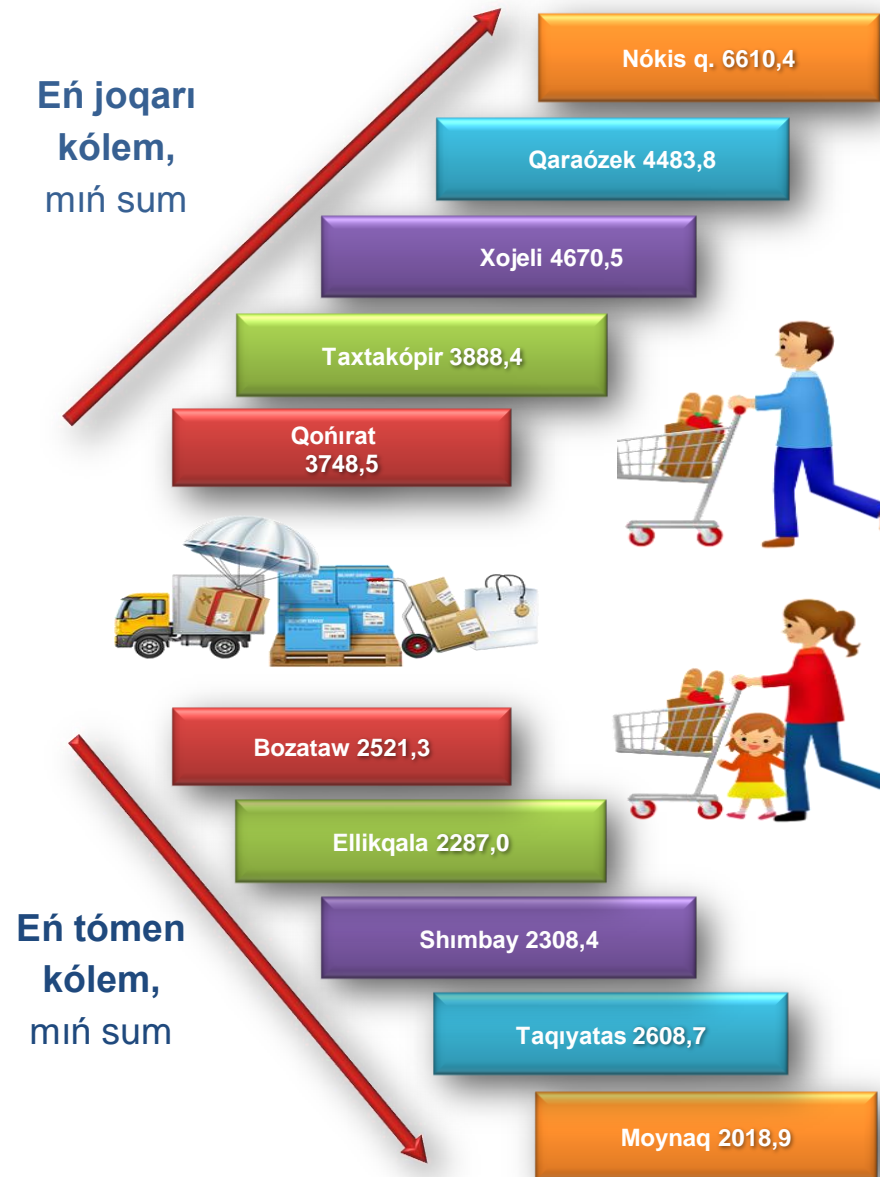 Eń joqarı
kólem,
mıń sum
Nókis q. 6610,4
Qaraózek 4483,8
Xojeli 4670,5
Taxtakópir 3888,4
Qońırat
3748,5
Bozataw 2521,3
Ellikqala 2287,0
Shımbay 2308,4
Taqıyatas 2608,7
Moynaq 2018,9
Eń tómen
kólem,
mıń sum